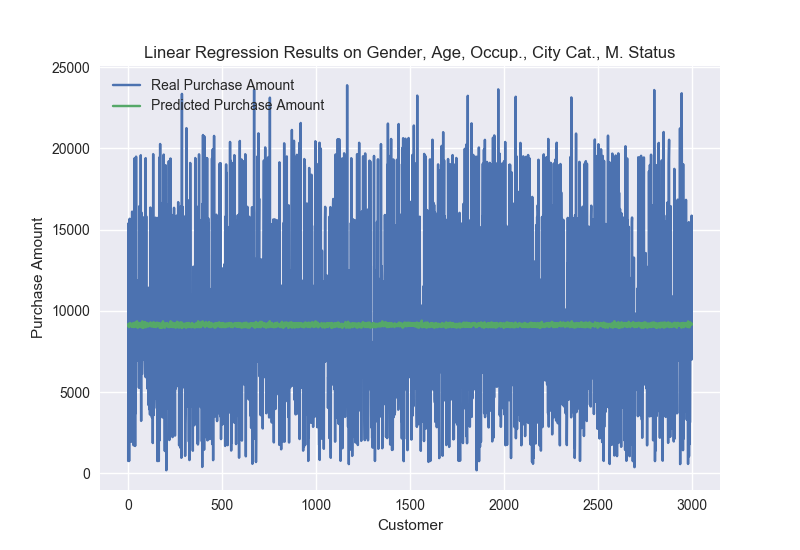 Linear Regression Results on Gender, Age, Occup., City Cat., M. Status
25000
Real Purchase Amount
Predicted Purchase Amount
20000
15000
Purchase Amount
10000
5000
0
0 500 1000 1500 2000 2500 3000
Customer